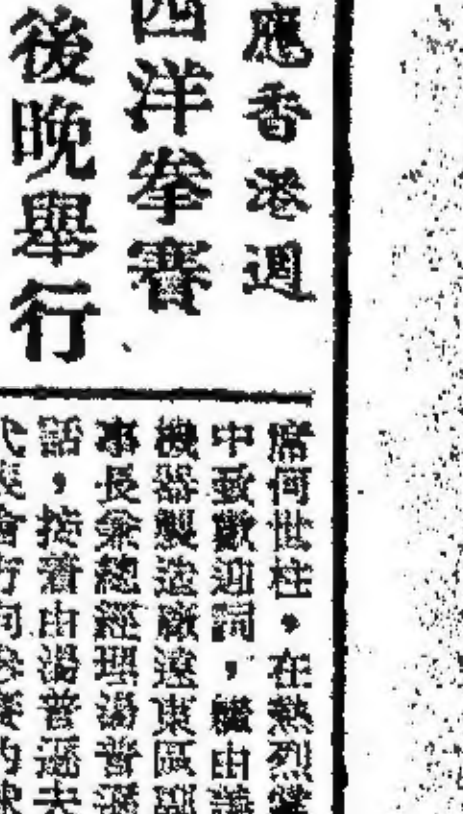 應香港週
西洋拳賽
後晚舉行
席何世柱，在熱烈掌
中致歡迎詞，繼由
機器製造廠遠東區副
事長兼總經理湯普遜
話，接着由湯普遜夫